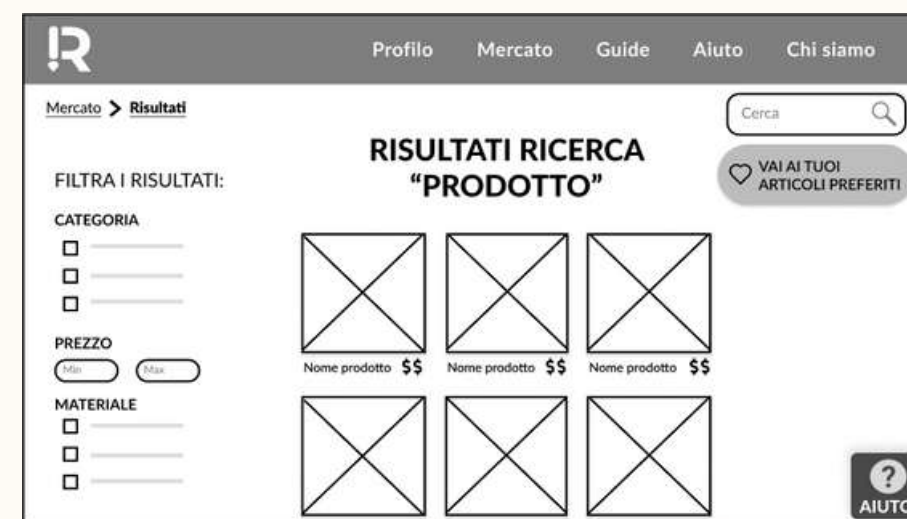 R
Profilo Mercato Guide Aiuto Chi siamo
Mercato > Risultati
Cerca
VAI AI TUOI
ARTICOLI PREFERITI
RISULTATI RICERCA
“PRODOTTO”
FILTRA I RISULTATI:
CATEGORIA
PREZZO
Min Max
MATERIALE
Nome prodotto $$ Nome prodotto $$ Nome prodotto $$
?
AIUTO